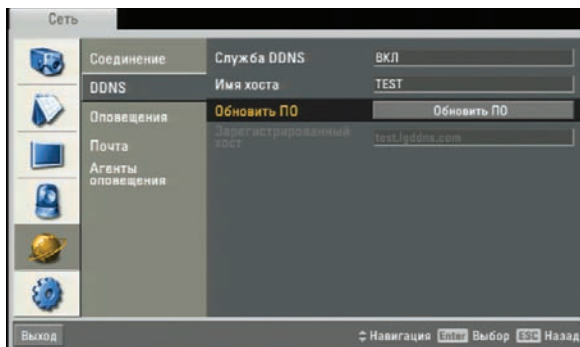 Сеть
Соединение
DDNS
Оповещения
Почта
Агенты
оповещения
Служба DDNS ВКЛ
Имя хоста TEST
Обновить ПО Обновить ПО
Зарегистрированный
хост test.lgddns.com
Выход Навигация Enter Выбор ESC Назад